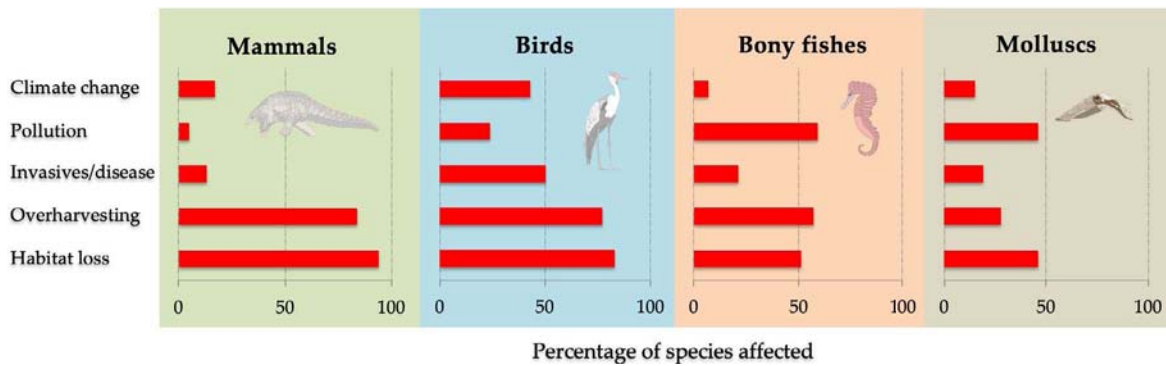 Mammals
Birds
Bony fishes
Molluscs
Climate change
Pollution
Invasives/disease
Overharvesting
Habitat loss
0 50 100
0 50 100
0 50 100
0 50 100
Percentage of species affected